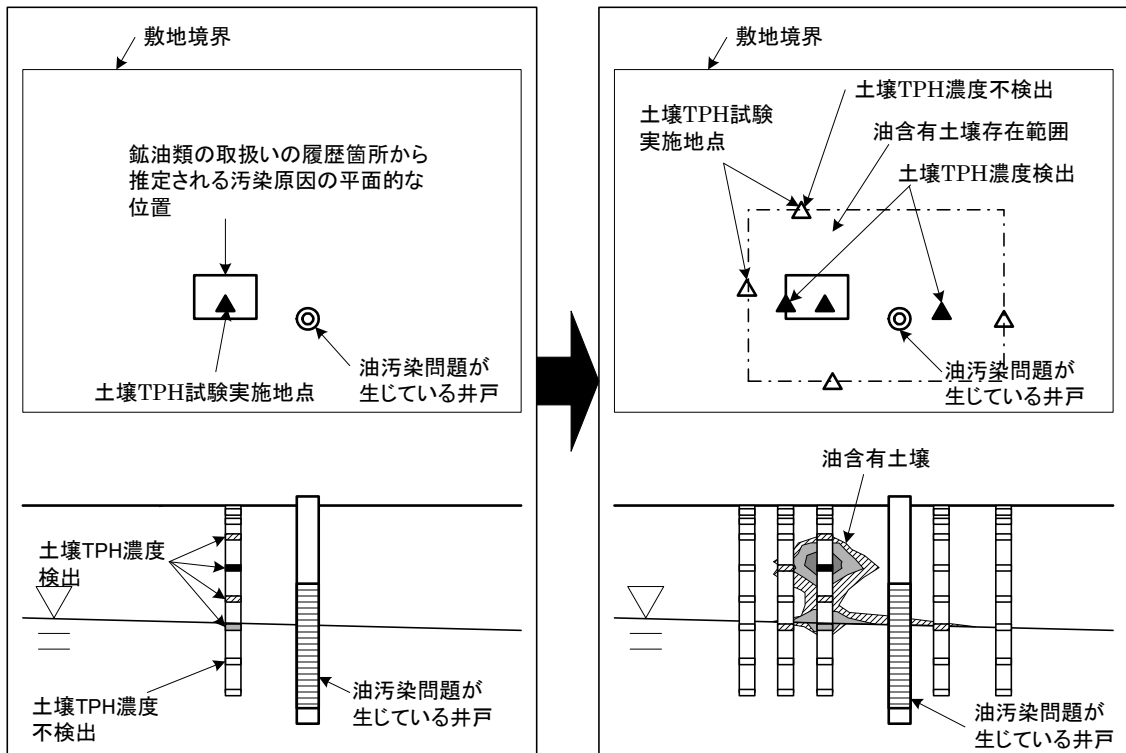 敷地境界
鉱油類の取扱いの履歴箇所から
推定される汚染原因の平面的な
位置
土壌TPH試験実施地点
油汚染問題が
生じている井戸
土壌TPH濃度
検出
土壌TPH濃度
不検出
油汚染問題が
生じている井戸
敷地境界
土壌TPH試験
実施地点
土壌TPH濃度不検出
油含有土壌存在範囲
土壌TPH濃度検出
油汚染問題が
生じている井戸
油含有土壌
油汚染問題が
生じている井戸